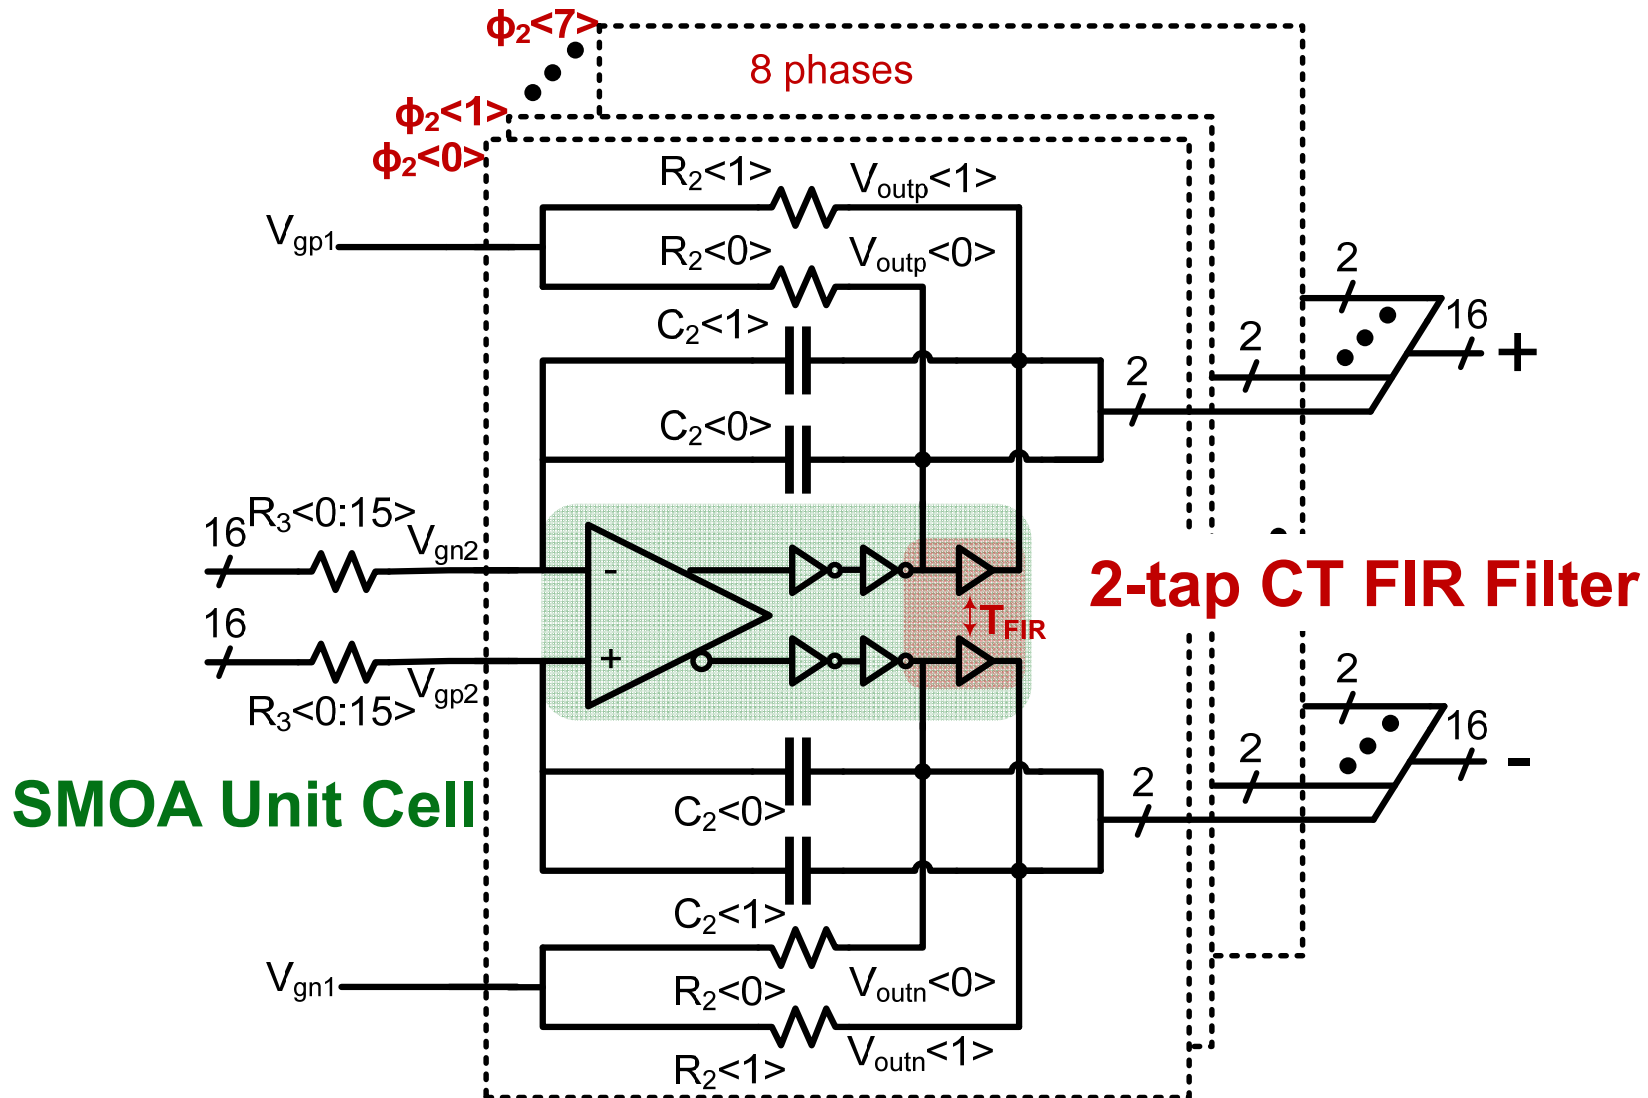 ϕ2<7>
8 phases
ϕ2<1>
ϕ2<0>
R2<1>
Voutp<1>
Vgp1
R2<0>
Voutp<0>
2
C2<1>
2
16
+
2
C2<0>
16
R3<0:15>
Vgn2
-
2-tap CT FIR Filter
16
TFIR
+
Vgp2
R3<0:15>
2
16
2
-
2
SMOA Unit Cell
C2<0>
C2<1>
Vgn1
R2<0>
Voutn<0>
R2<1>
Voutn<1>